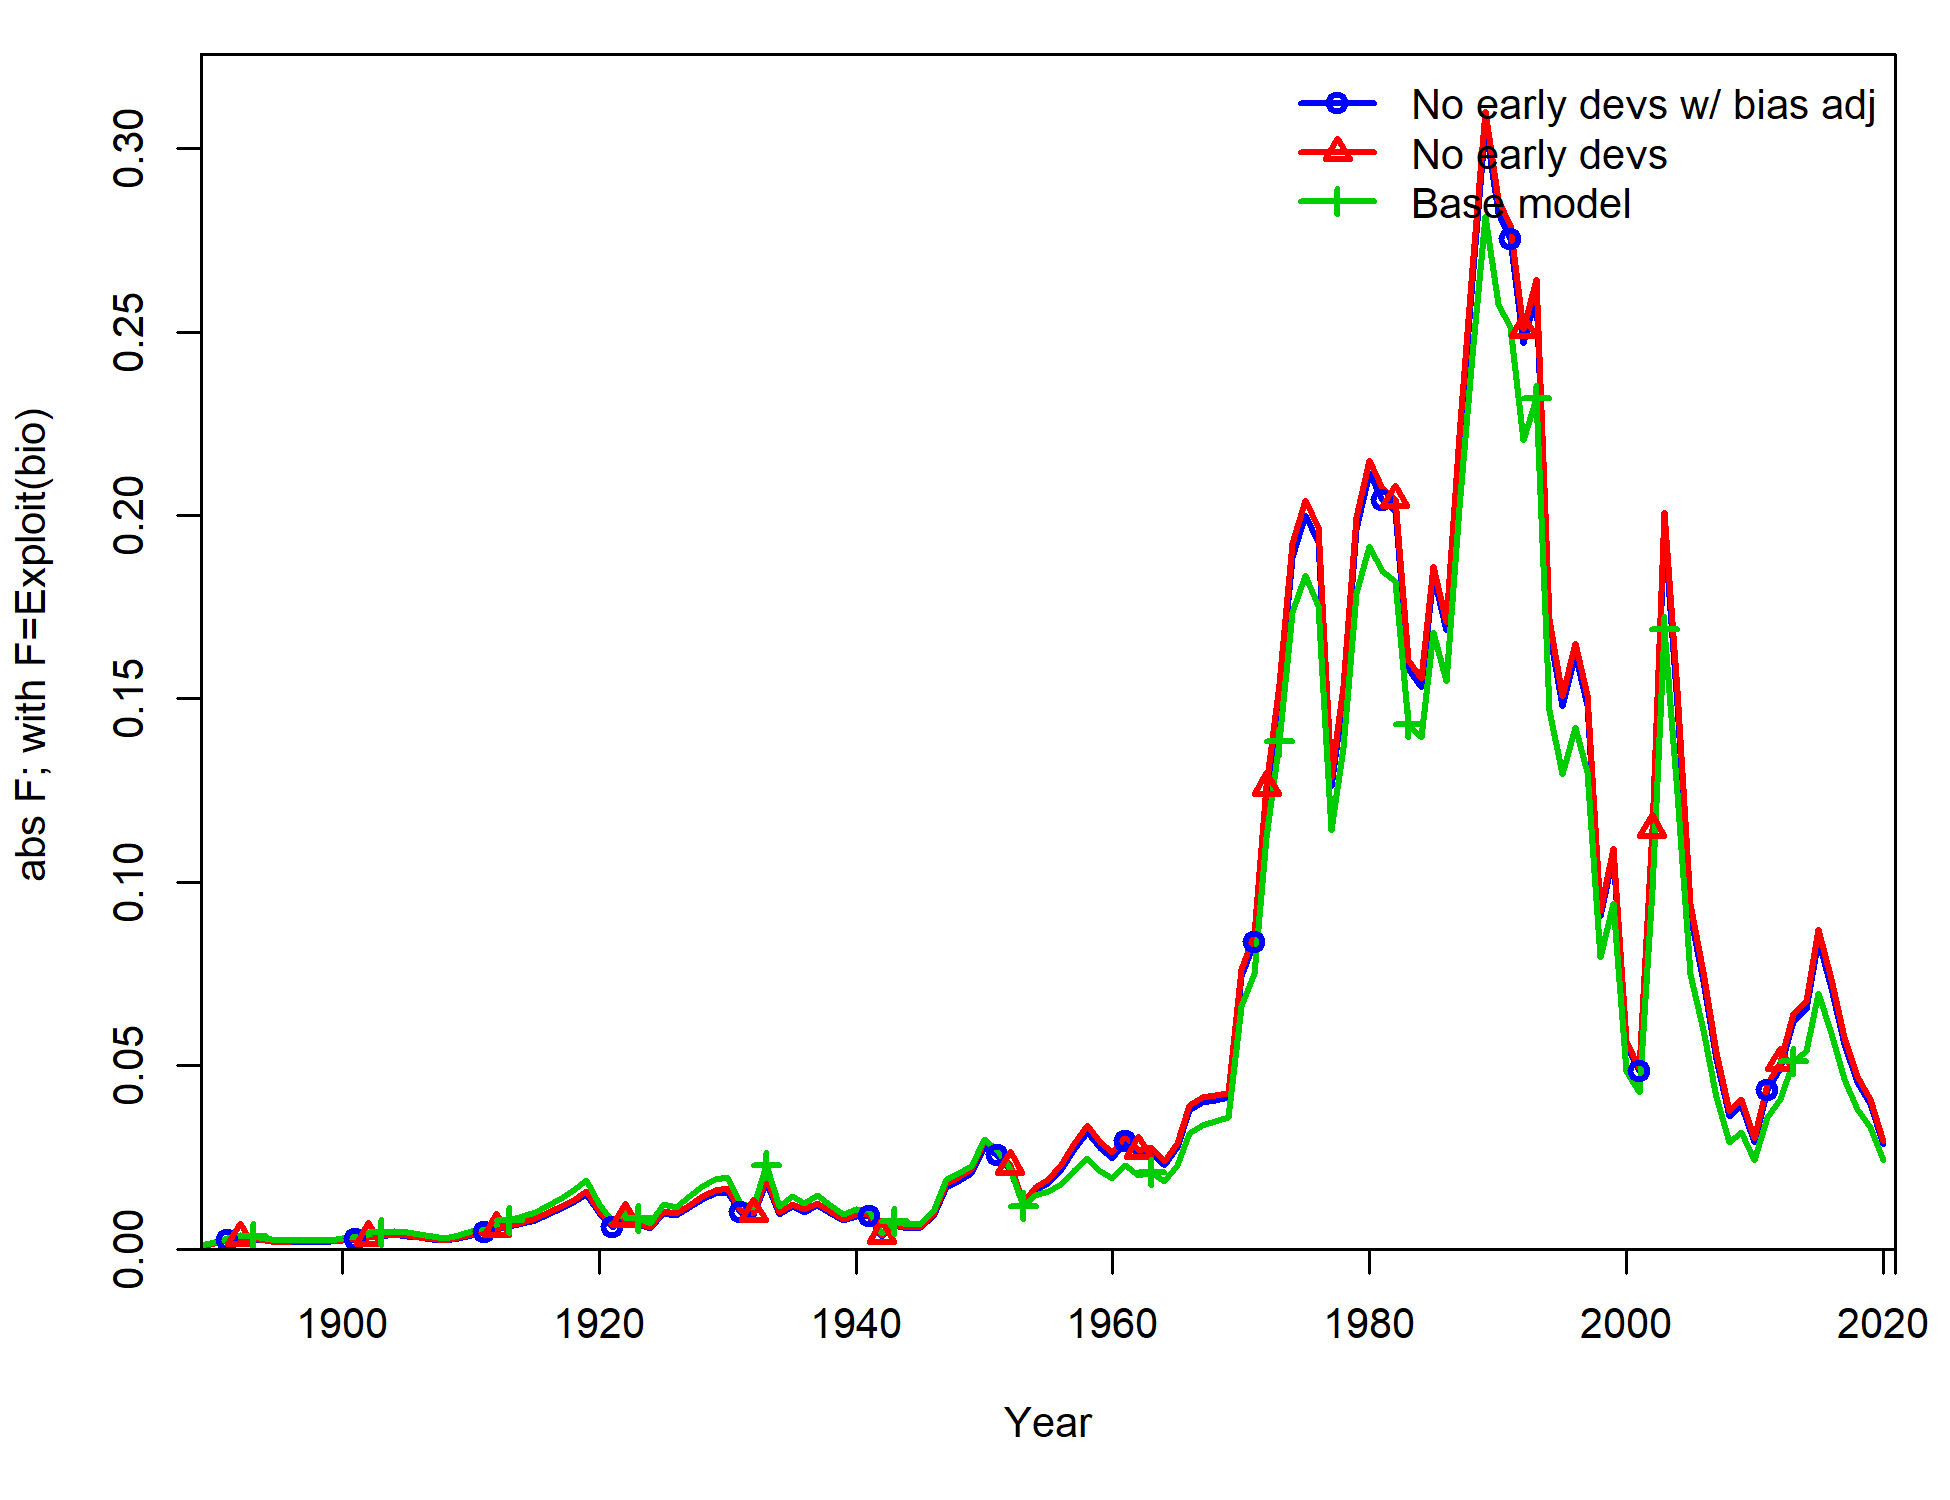 No early devs w/ bias adj
No early devs
Base model
abs F; with F=Exploit(bio)
0.30
0.25
0.20
0.15
0.10
0.05
0.00
1900 1920 1940 1960 1980 2000 2020
Year